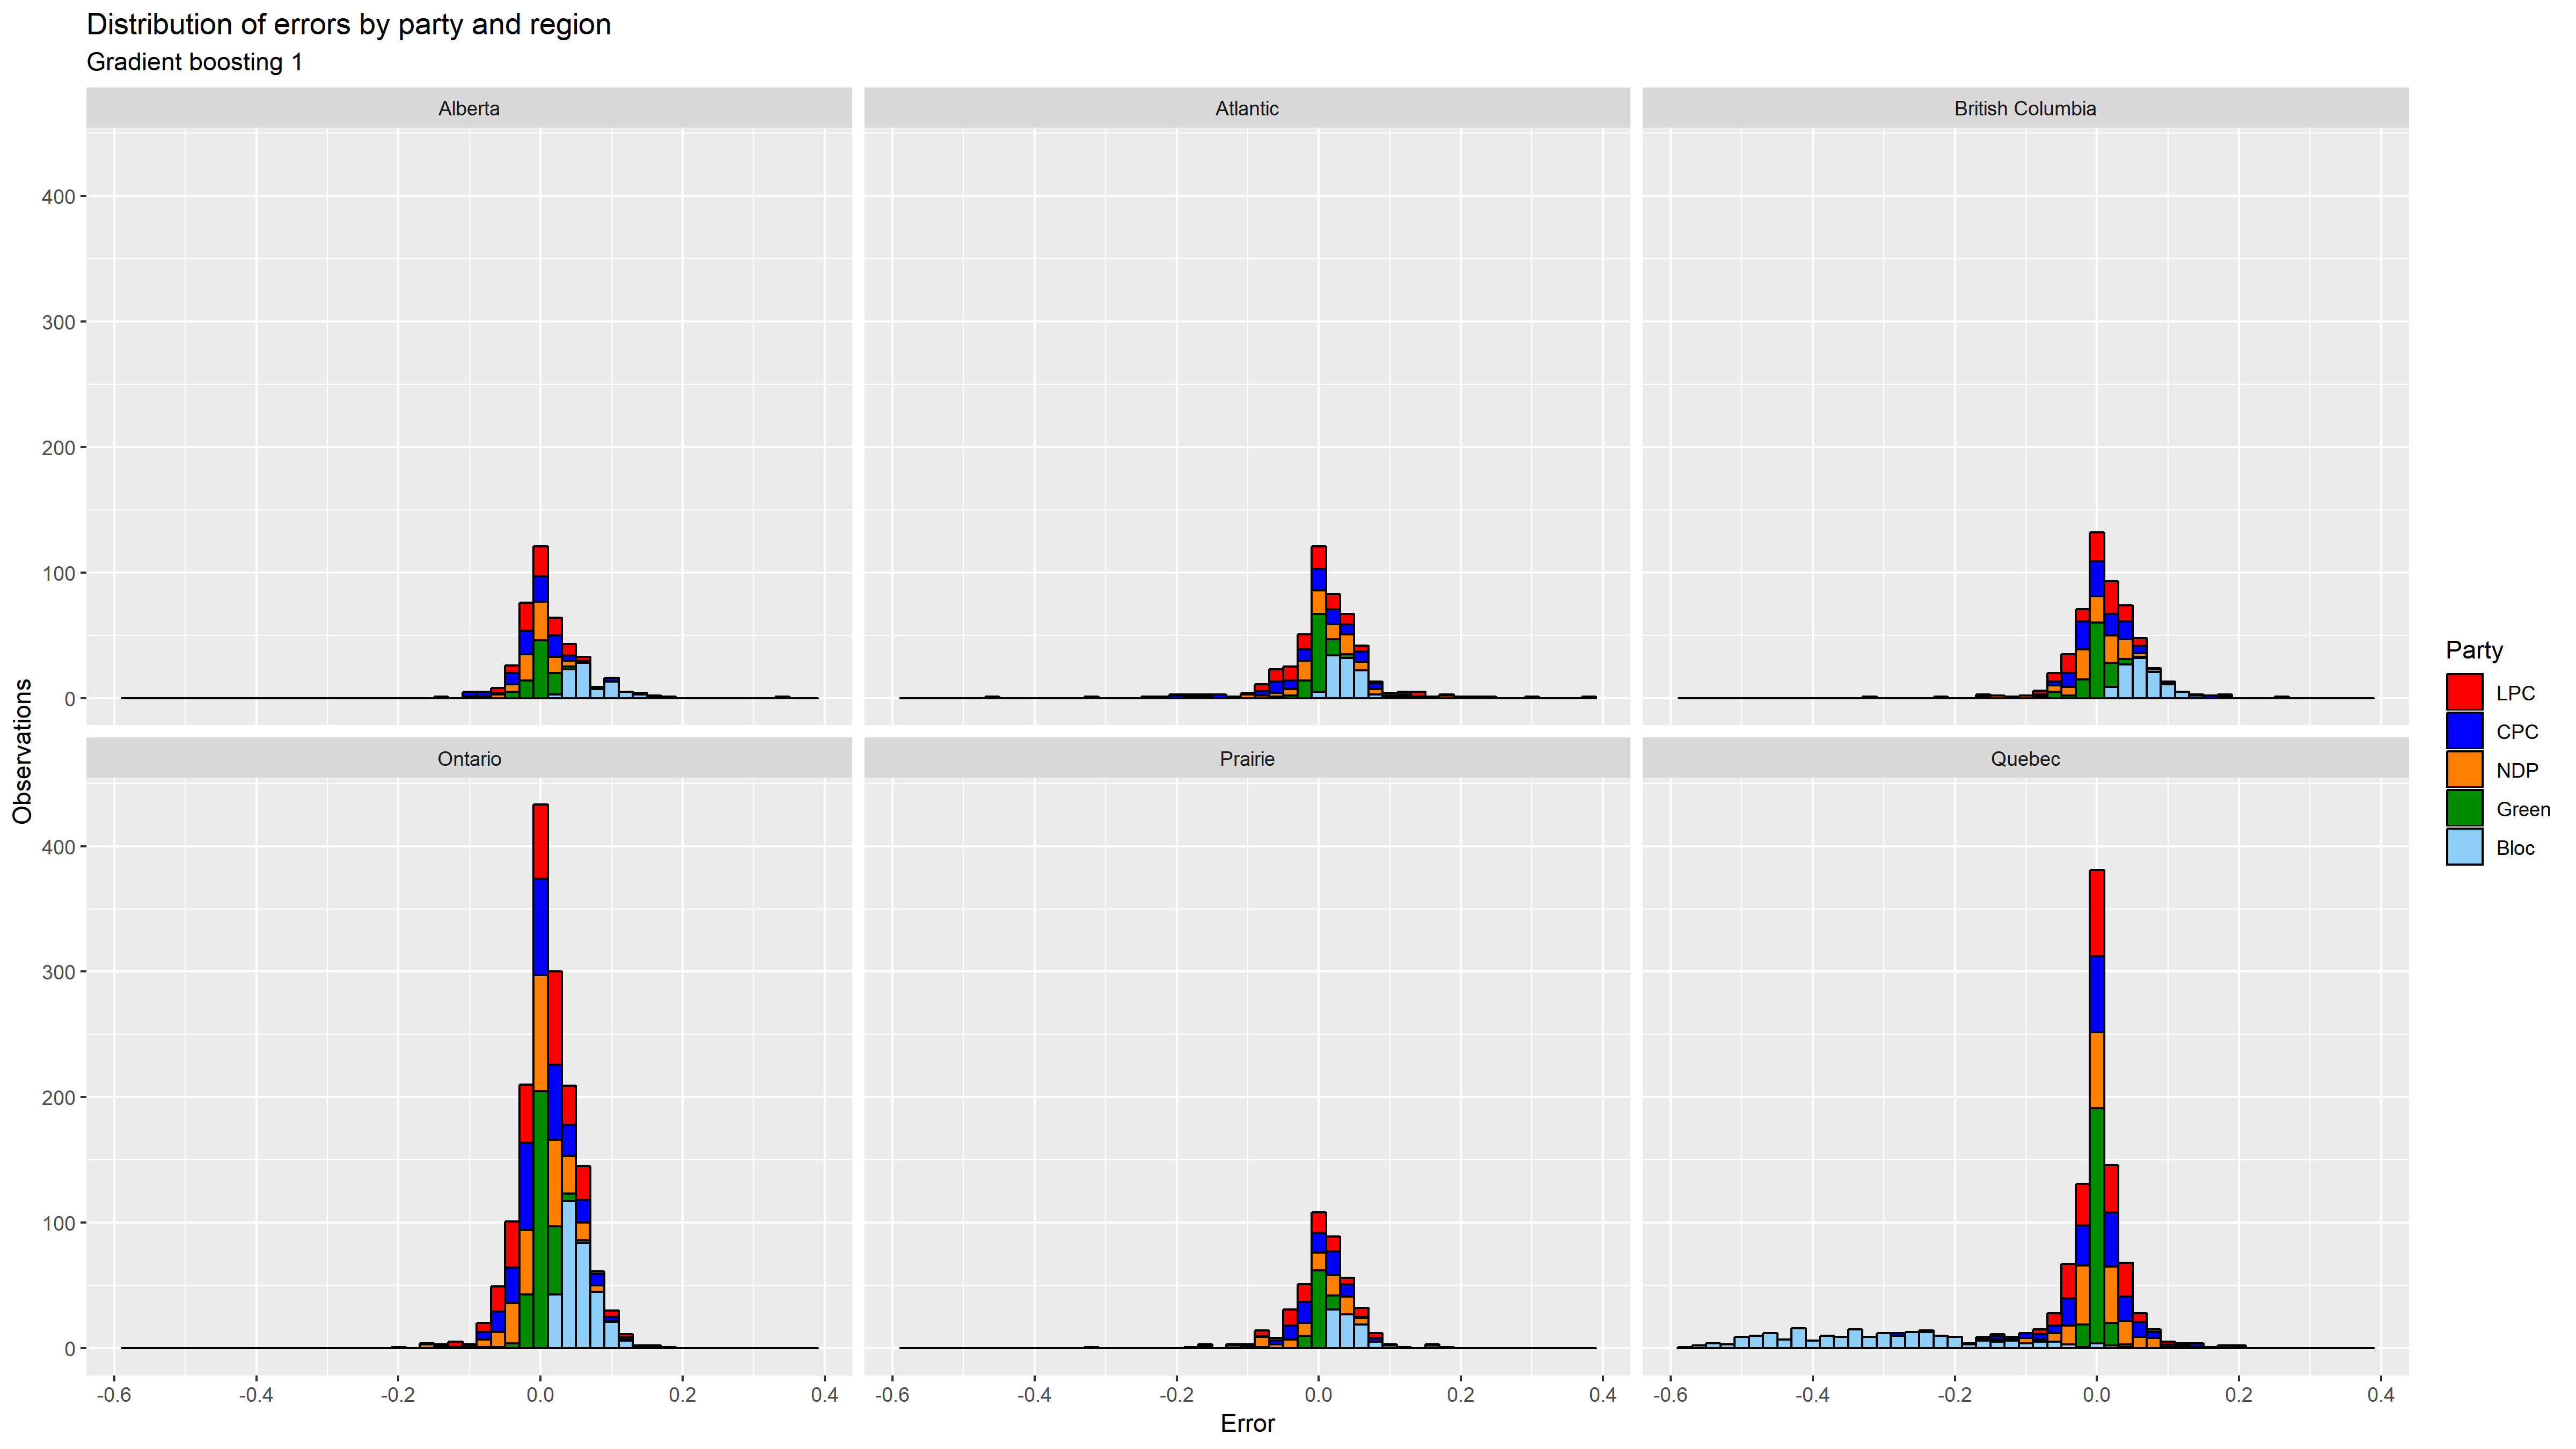 Distribution of errors by party and region
Gradient boosting 1
Alberta
Atlantic
British Columbia
400
300
200
100
0
Ontario
Prairie
Quebec
400
300
200
100
0
-0.6 -0.4 -0.2 0.0 0.2 0.4
-0.6 -0.4 -0.2 0.0 0.2 0.4
-0.6 -0.4 -0.2 0.0 0.2 0.4
Error
Observations
Party
LPC
CPC
NDP
Green
Bloc